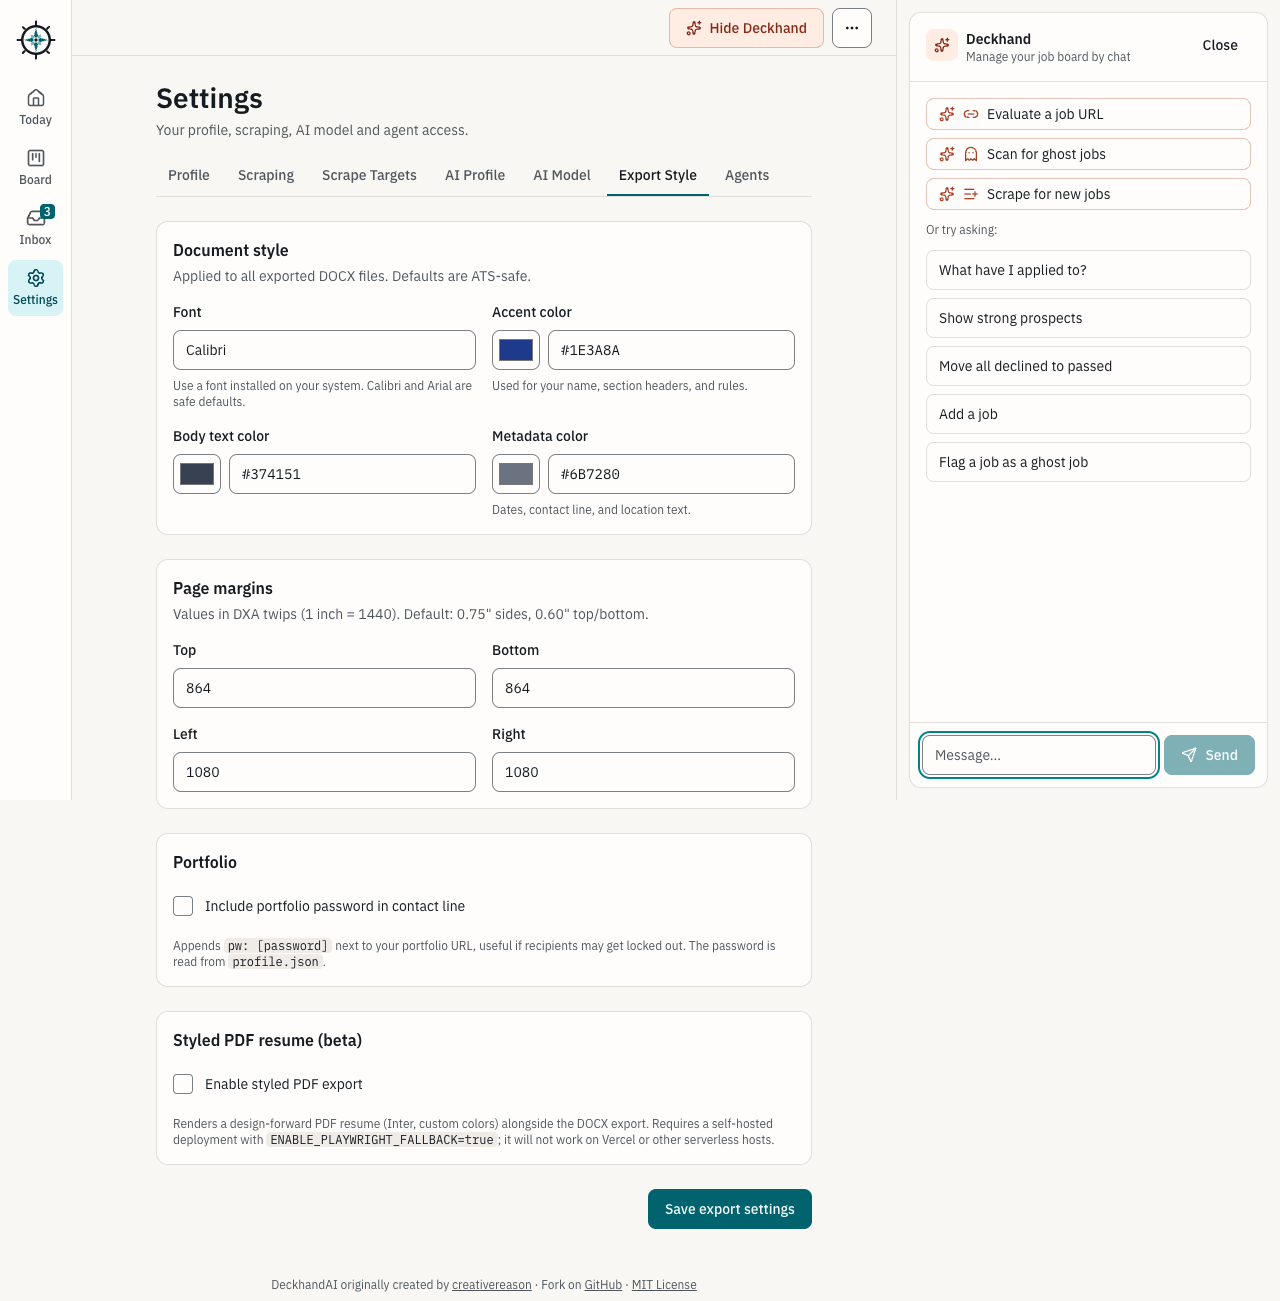 Today
Board
3
Inbox
Settings
Hide Deckhand
...
Settings
Your profile, scraping, AI model and agent access.
Profile
Scraping
Scrape Targets
AI Profile
AI Model
Export Style
Agents
Document style
Applied to all exported DOCX files. Defaults are ATS-safe.
Font
Accent color
Calibri
#1E3A8A
Use a font installed on your system. Calibri and Arial are
safe defaults.
Used for your name, section headers, and rules.
Body text color
Metadata color
#374151
#6B7280
Dates, contact line, and location text.
Page margins
Values in DXA twips (1 inch = 1440). Default: 0.75" sides, 0.60" top/bottom.
Top
Bottom
864
864
Left
Right
1080
1080
Portfolio
Include portfolio password in contact line
Appends pw: [password] next to your portfolio URL, useful if recipients may get locked out. The password is
read from profile.json.
Styled PDF resume (beta)
Enable styled PDF export
Renders a design-forward PDF resume (Inter, custom colors) alongside the DOCX export. Requires a self-hosted
deployment with ENABLE_PLAYWRIGHT_FALLBACK=true; it will not work on Vercel or other serverless hosts.
Save export settings
DeckhandAI originally created by creativereason · Fork on GitHub · MIT License
Deckhand
Manage your job board by chat
Close
Evaluate a job URL
Scan for ghost jobs
Scrape for new jobs
Or try asking:
What have I applied to?
Show strong prospects
Move all declined to passed
Add a job
Flag a job as a ghost job
Message...
Send